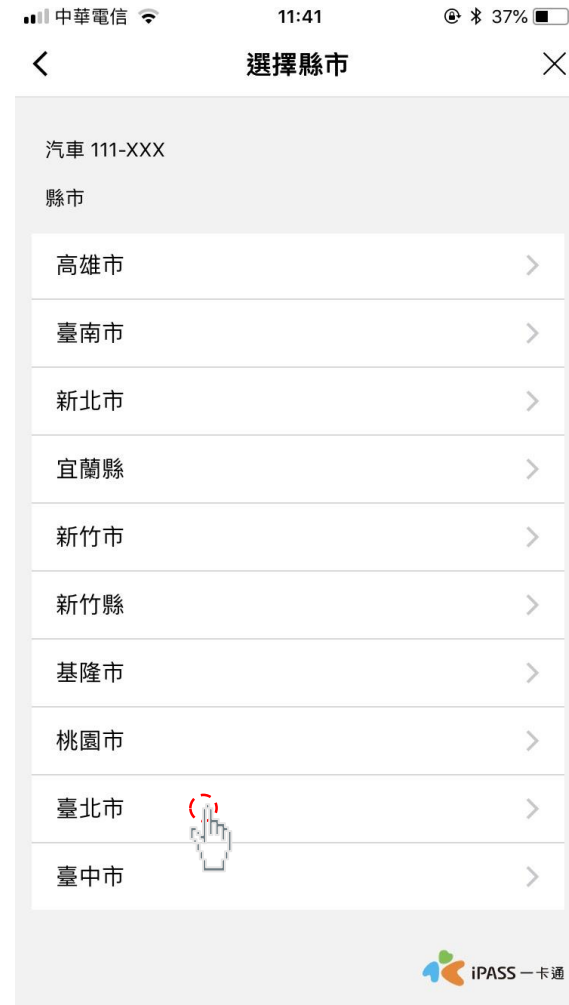 中華電信 11:41 37%
選擇縣市
汽車 111-XXX
縣市
高雄市
臺南市
新北市
宜蘭縣
新竹市
新竹縣
基隆市
桃園市
臺北市
臺中市
iPASS 一卡通